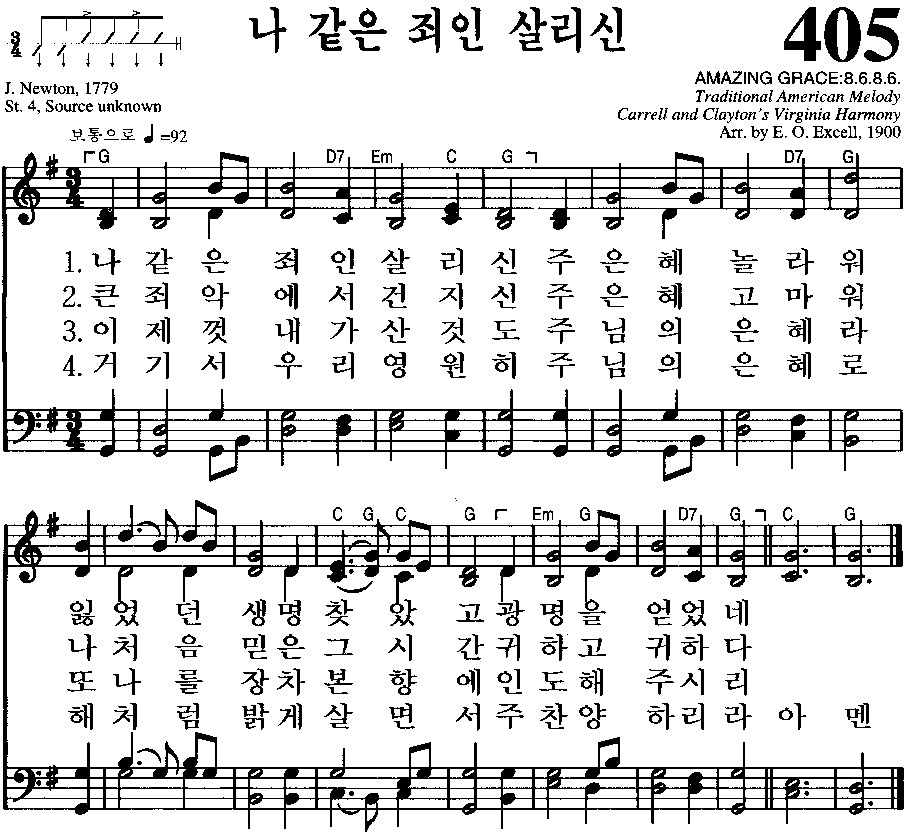 나 같은 죄인 살리신
405
3/4
J. Newton, 1779
St. 4, Source unknown
AMAZING GRACE:8.6.8.6.
Traditional American Melody
Carrell and Clayton's Virginia Harmony
Arr. by E. O. Excell, 1900
보통으로 ♩=92
G D7 Em C G D7 G
1. 나 같 은 죄 인 살 리 신 주 은 혜 놀 라 워
2. 큰 죄 악 에 서 건 지 신 주 은 혜 고 마 워
3. 이 제 껏 내 가 산 것 도 주 님 의 은 혜 라
4. 거 기 서 우 리 영 원 히 주 님 의 은 혜 로
C G C G Em G D7 G C G
잃 었 던 생 명 찾 았 고 광 명 을 얻 었 네
나 처 음 믿 은 그 시 간 귀 하 고 귀 하 다
또 나 를 장 차 본 향 에 인 도 해 주 시 리
해 처 럼 밝 게 살 면 서 주 찬 양 하 리 라 아 멘